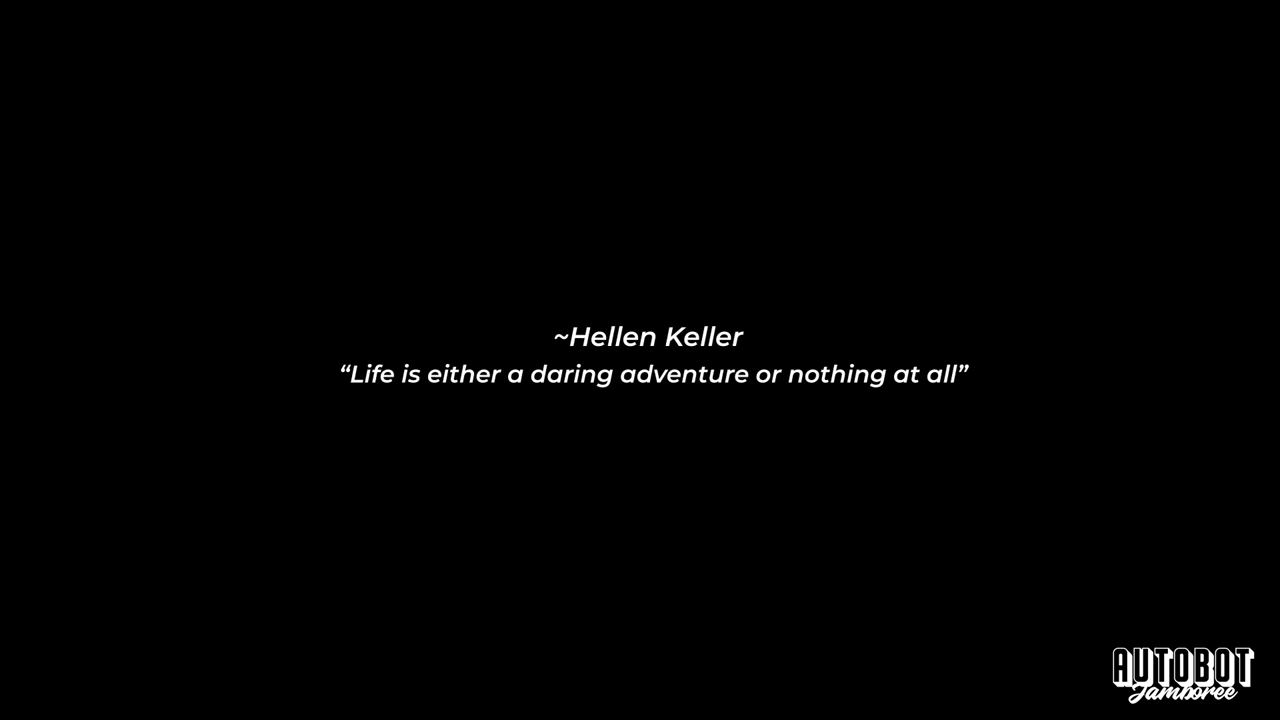 ~Hellen Keller
“Life is either a daring adventure or nothing at all”
AUTOBOT
Jamboree